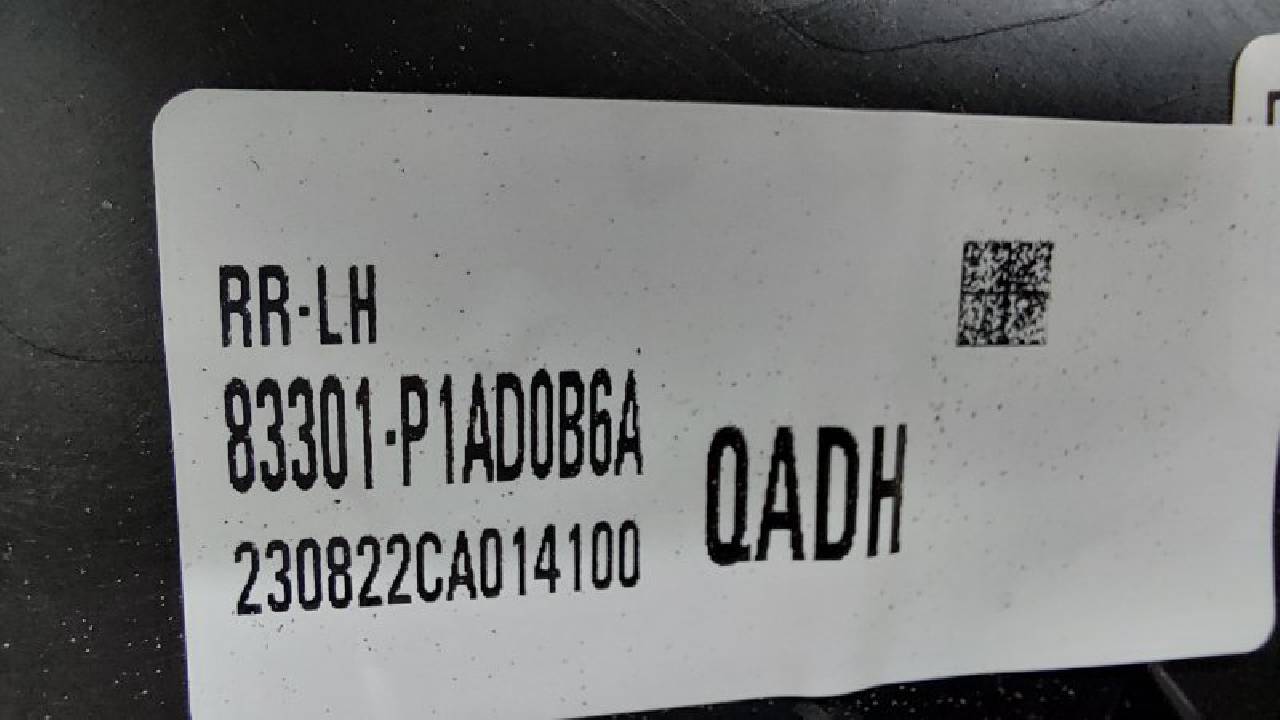 RR-LH
83301-P1AD0B6A
230822CA014100
QADH